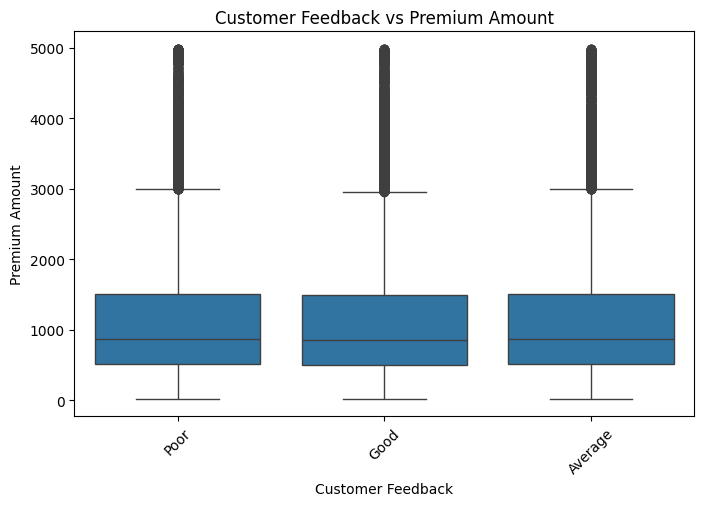 Customer Feedback vs Premium Amount
Premium Amount
5000
4000
3000
2000
1000
0
Poor
Good
Average
Customer Feedback